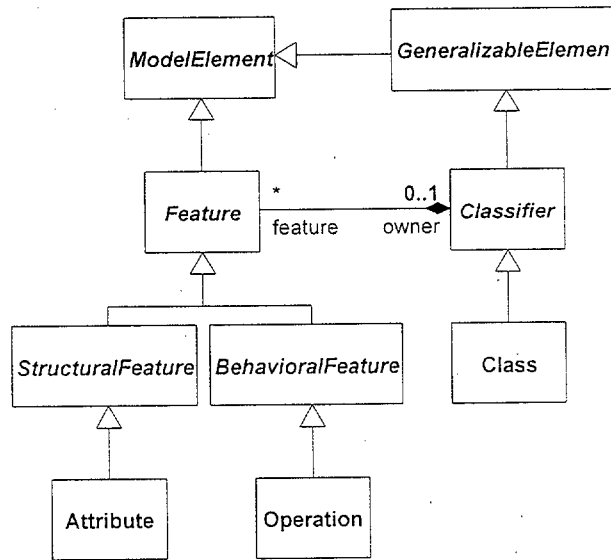 ModelElement
GeneralizableElemen
Feature
*
feature
0..1
owner
Classifier
StructuralFeature
BehavioralFeature
Class
Attribute
Operation